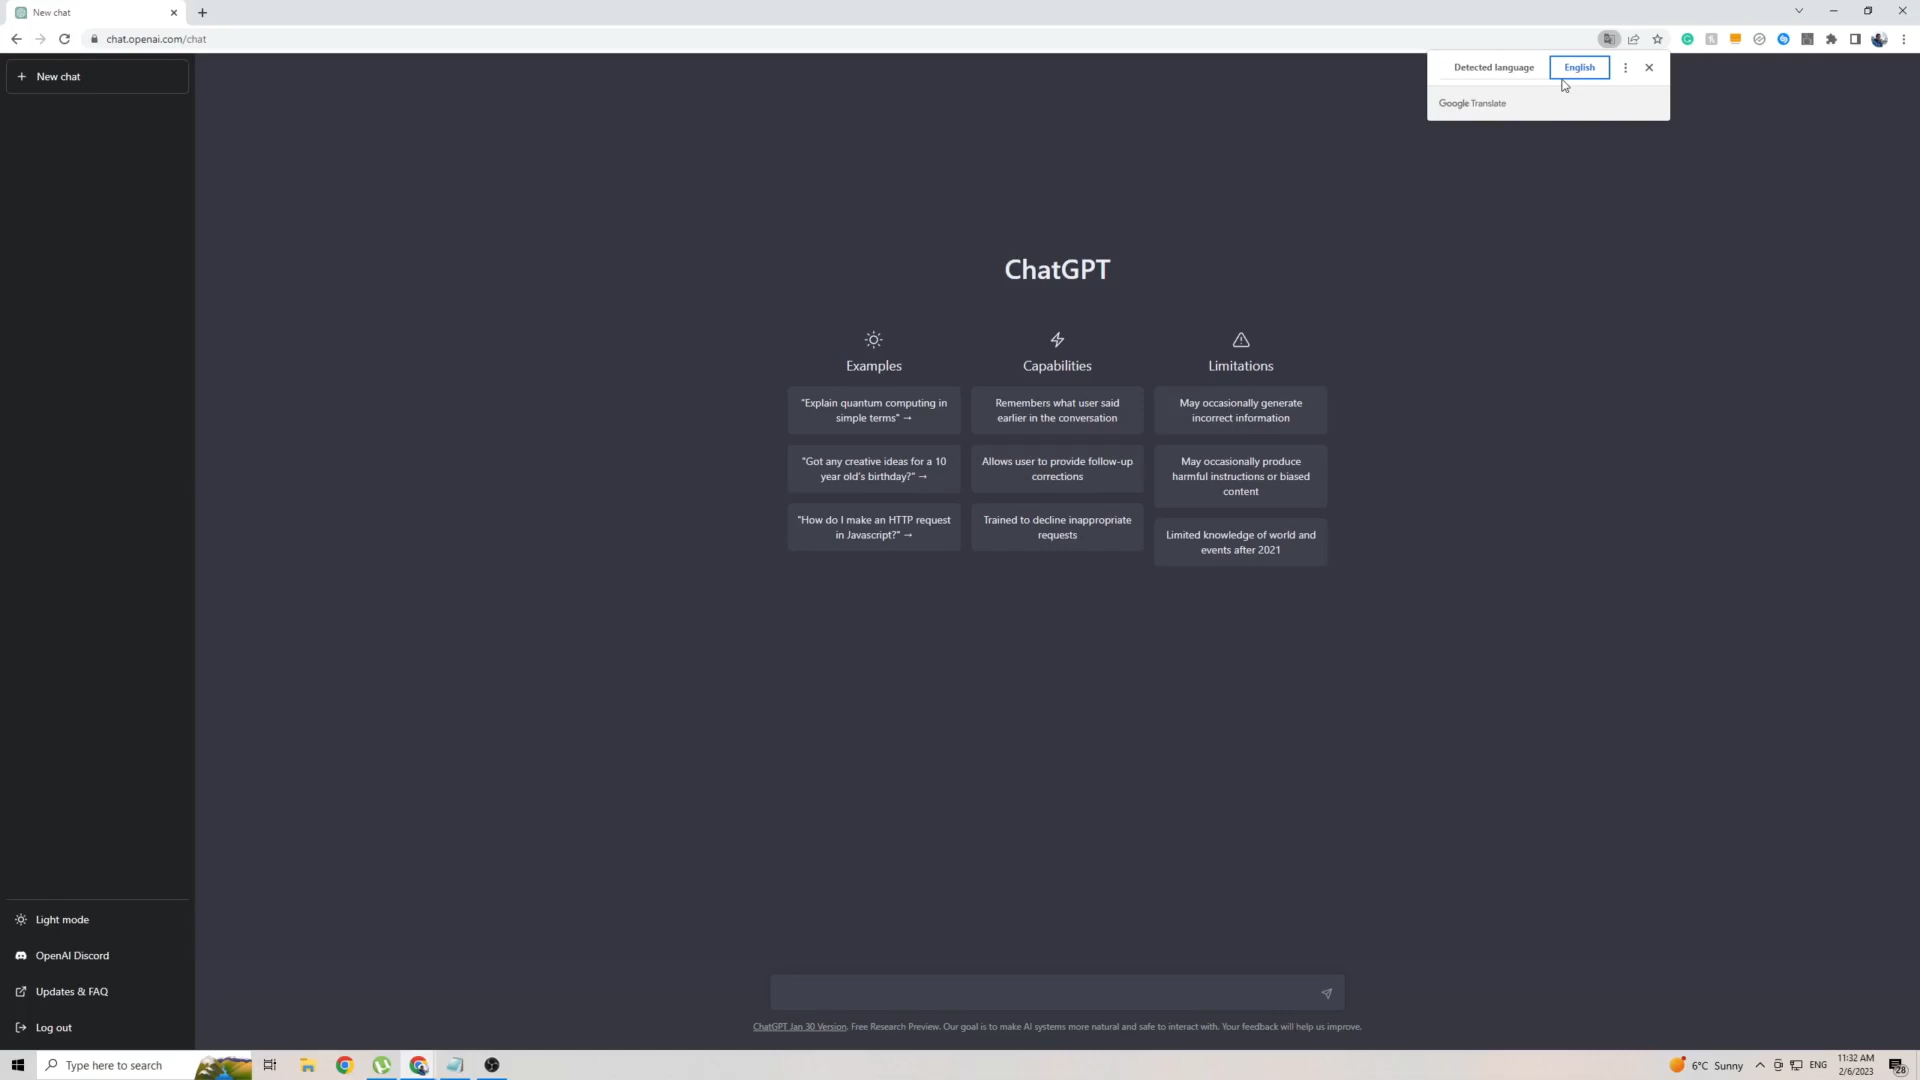 New chat
chat.openai.com/chat
New chat
Detected language
English
Google Translate
ChatGPT
Examples
"Explain quantum computing in
simple terms" →
"Got any creative ideas for a 10
year old's birthday?" →
"How do I make an HTTP request
in Javascript?" →
Capabilities
Remembers what user said
earlier in the conversation
Allows user to provide follow-up
corrections
Trained to decline inappropriate
requests
Limitations
May occasionally generate
incorrect information
May occasionally produce
harmful instructions or biased
content
Limited knowledge of world and
events after 2021
Light mode
OpenAI Discord
Updates & FAQ
Log out
ChatGPT Jan 30 Version. Free Research Preview. Our goal is to make AI systems more natural and safe to interact with. Your feedback will help us improve.
Type here to search
6°C Sunny
ENG
11:32 AM
2/6/2023
28